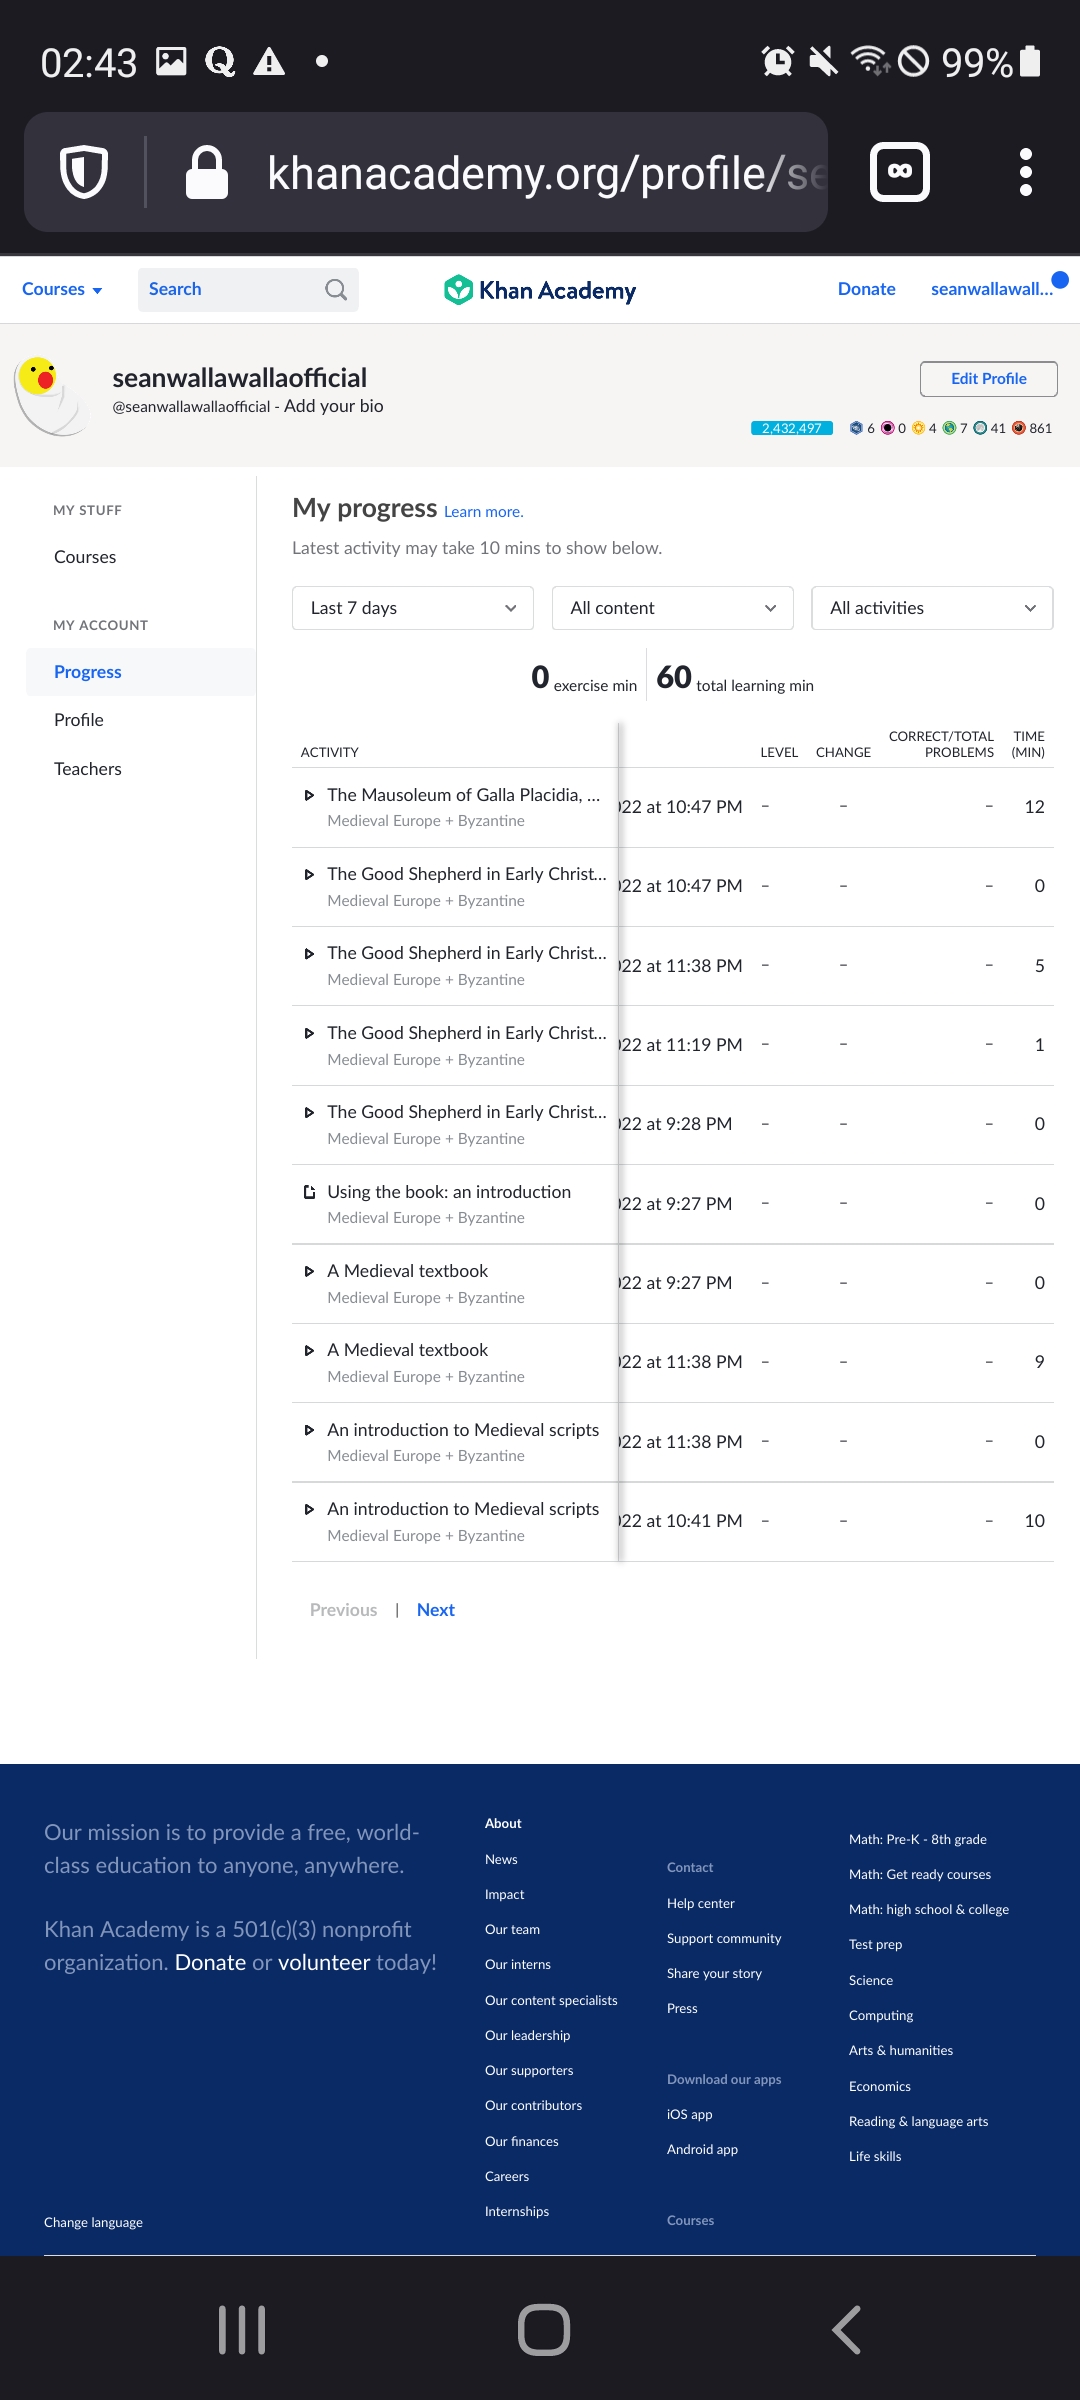 02:43
99%
khanacademy.org/profile/se
Courses
Search
Khan Academy
Donate
seanwallawall...
seanwallawallaofficial
@seanwallawallaofficial - Add your bio
Edit Profile
2,432,497 6 0 4 7 41 861
MY STUFF
Courses
MY ACCOUNT
Progress
Profile
Teachers
My progress Learn more.
Latest activity may take 10 mins to show below.
Last 7 days
All content
All activities
0 exercise min
60 total learning min
ACTIVITY LEVEL CHANGE CORRECT/TOTAL PROBLEMS TIME (MIN)
The Mausoleum of Galla Placidia, ... 022 at 10:47 PM – – – 12
Medieval Europe + Byzantine
The Good Shepherd in Early Christ... 022 at 10:47 PM – – – 0
Medieval Europe + Byzantine
The Good Shepherd in Early Christ... 022 at 11:38 PM – – – 5
Medieval Europe + Byzantine
The Good Shepherd in Early Christ... 022 at 11:19 PM – – – 1
Medieval Europe + Byzantine
The Good Shepherd in Early Christ... 022 at 9:28 PM – – – 0
Medieval Europe + Byzantine
Using the book: an introduction 022 at 9:27 PM – – – 0
Medieval Europe + Byzantine
A Medieval textbook 022 at 9:27 PM – – – 0
Medieval Europe + Byzantine
A Medieval textbook 022 at 11:38 PM – – – 9
Medieval Europe + Byzantine
An introduction to Medieval scripts 022 at 11:38 PM – – – 0
Medieval Europe + Byzantine
An introduction to Medieval scripts 022 at 10:41 PM – – – 10
Medieval Europe + Byzantine
Previous | Next
Our mission is to provide a free, world-
class education to anyone, anywhere.
Khan Academy is a 501(c)(3) nonprofit
organization. Donate or volunteer today!
Change language
About
News
Impact
Our team
Our interns
Our content specialists
Our leadership
Our supporters
Our contributors
Our finances
Careers
Internships
Contact
Help center
Support community
Share your story
Press
Download our apps
iOS app
Android app
Courses
Math: Pre-K - 8th grade
Math: Get ready courses
Math: high school & college
Test prep
Science
Computing
Arts & humanities
Economics
Reading & language arts
Life skills